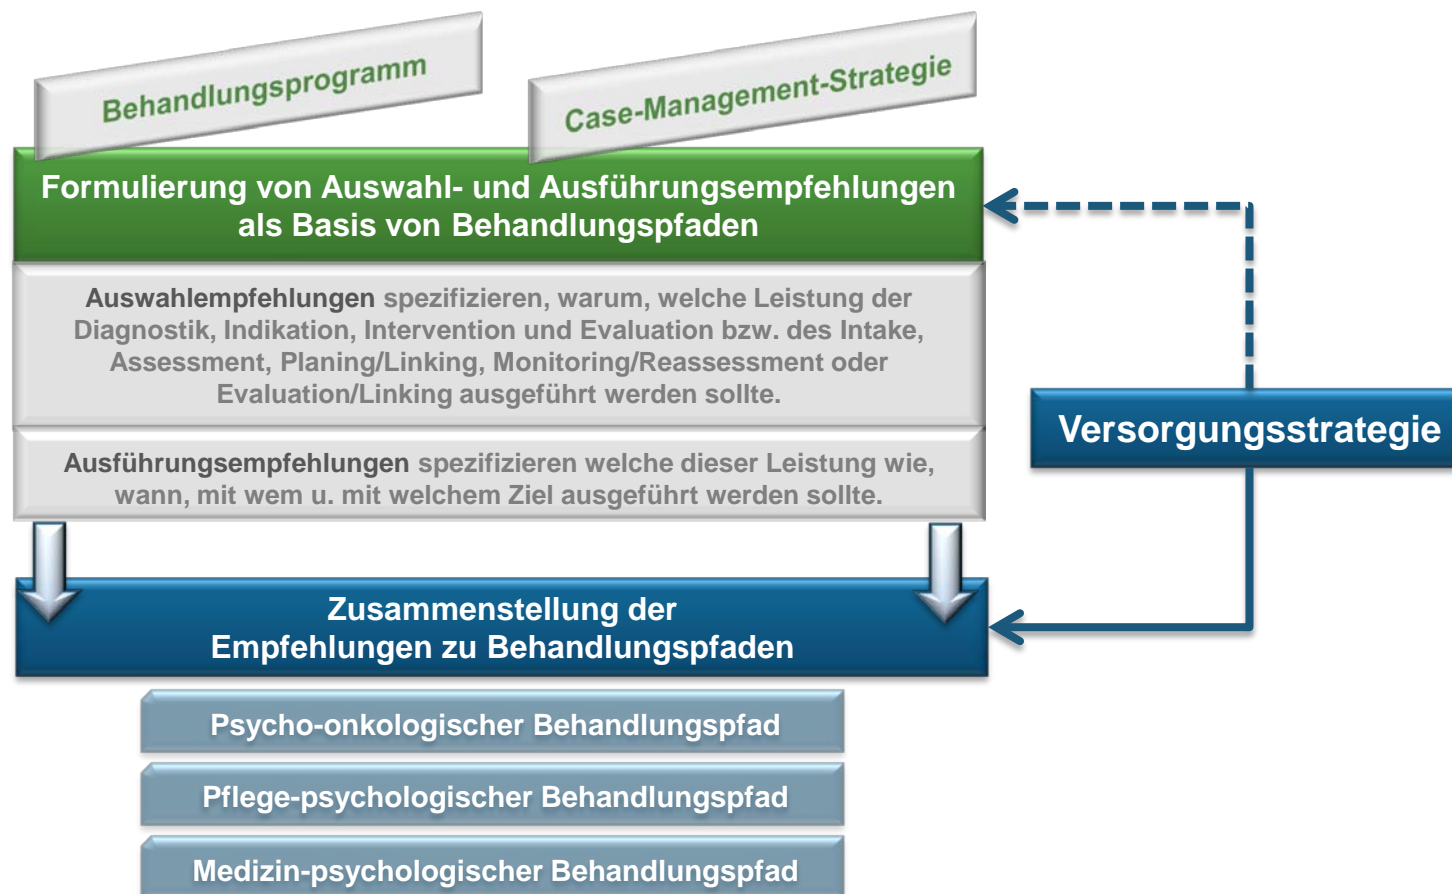 Behandlungsprogramm
Case-Management-Strategie
Formulierung von Auswahl- und Ausführungsempfehlungen
als Basis von Behandlungspfaden
Auswahlempfehlungen spezifizieren, warum, welche Leistung der
Diagnostik, Indikation, Intervention und Evaluation bzw. des Intake,
Assessment, Planing/Linking, Monitoring/Reassessment oder
Evaluation/Linking ausgeführt werden sollte.
Ausführungsempfehlungen spezifizieren welche dieser Leistung wie,
wann, mit wem u. mit welchem Ziel ausgeführt werden sollte.
Versorgungsstrategie
Zusammenstellung der
Empfehlungen zu Behandlungspfaden
Psycho-onkologischer Behandlungspfad
Pflege-psychologischer Behandlungspfad
Medizin-psychologischer Behandlungspfad